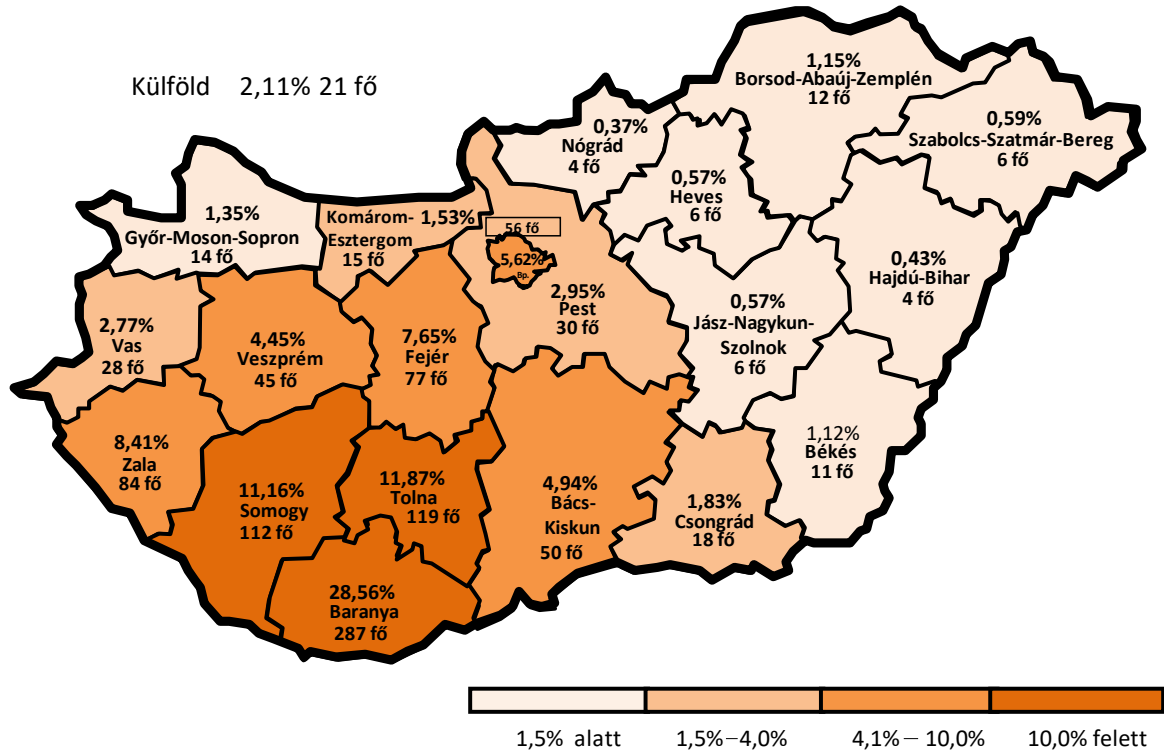 Külföld 2,11% 21 fő
1,15%
Borsod-Abaúj-Zemplén
12 fő
0,59%
Szabolcs-Szatmár-Bereg
6 fő
0,37%
Nógrád
4 fő
0,57%
Heves
6 fő
1,35%
Győr-Moson-Sopron
14 fő
Komárom- 1,53%
Esztergom
15 fő
56 fő
5,62%
Bp.
2,95%
Pest
30 fő
0,43%
Hajdú-Bihar
4 fő
0,57%
Jász-Nagykun-
Szolnok
6 fő
2,77%
Vas
28 fő
4,45%
Veszprém
45 fő
7,65%
Fejér
77 fő
8,41%
Zala
84 fő
11,16%
Somogy
112 fő
11,87%
Tolna
119 fő
4,94%
Bács-
Kiskun
50 fő
1,83%
Csongrád
18 fő
1,12%
Békés
11 fő
28,56%
Baranya
287 fő
1,5% alatt 1,5%–4,0% 4,1% – 10,0% 10,0% felett